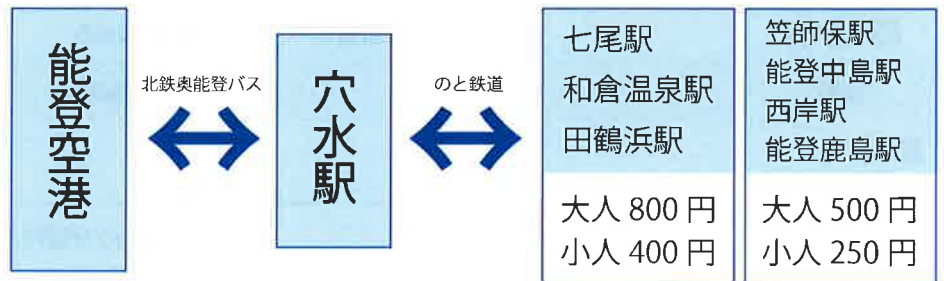 能登空港
北鉄奥能登バス
穴水駅
のと鉄道
七尾駅
和倉温泉駅
田鶴浜駅
大人 800 円
小人 400 円
笠師保駅
能登中島駅
西岸駅
能登鹿島駅
大人 500 円
小人 250 円